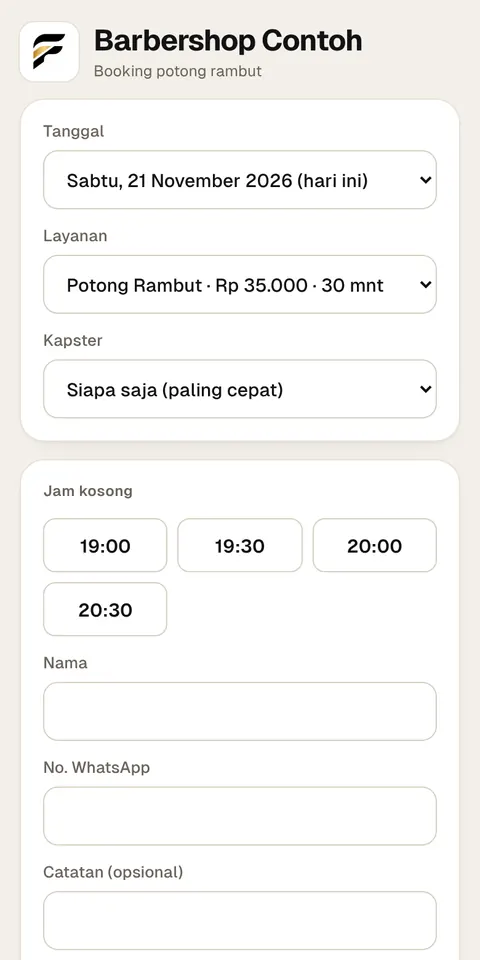 Barbershop Contoh
Booking potong rambut
Tanggal
Sabtu, 21 November 2026 (hari ini)
Layanan
Potong Rambut · Rp 35.000 · 30 mnt
Kapster
Siapa saja (paling cepat)
Jam kosong
19:00 19:30 20:00
20:30
Nama
No. WhatsApp
Catatan (opsional)